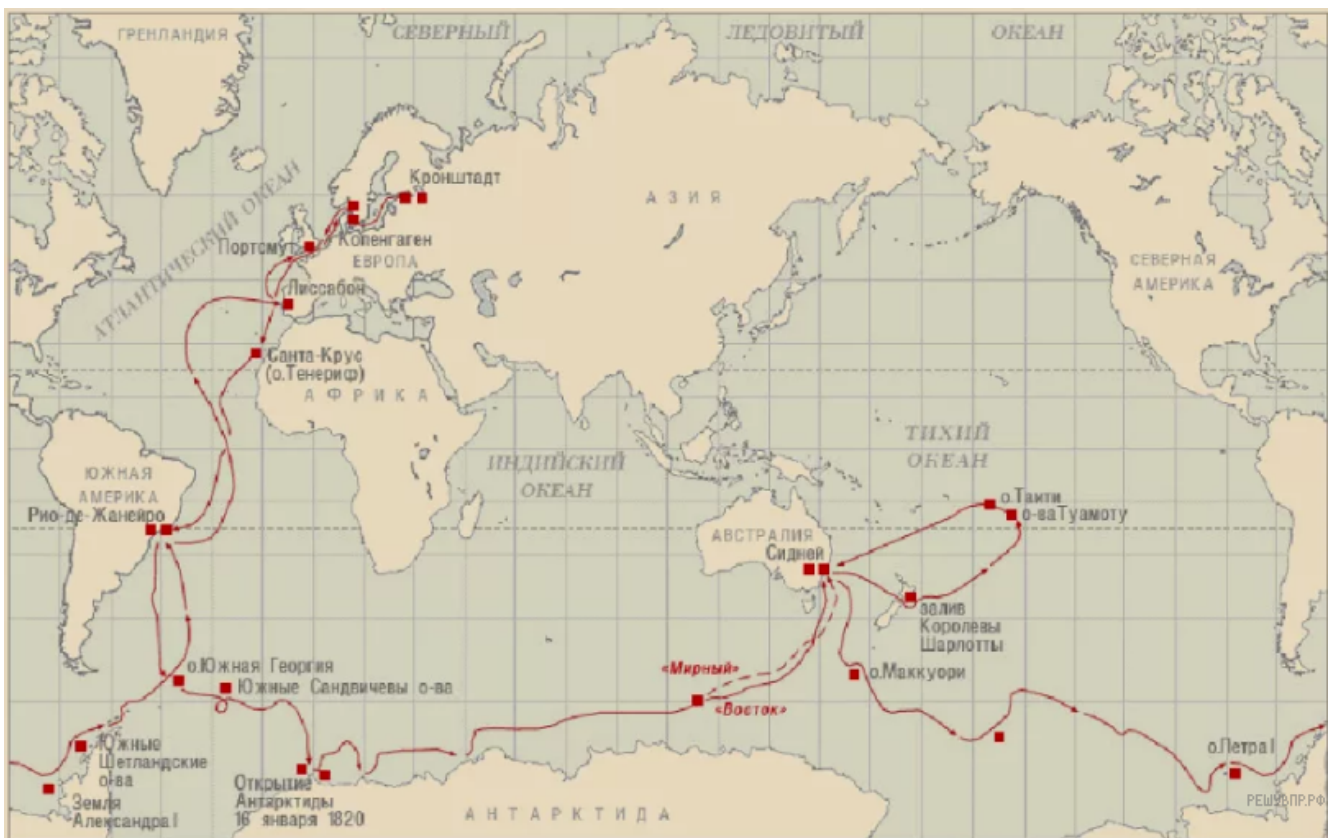 ГРЕНЛАНДИЯ
СЕВЕРНЫЙ
ЛЕДОВИТЫЙ
ОКЕАН
АТЛАНТИЧЕСКИЙ ОКЕАН
Кронштадт
АЗИЯ
Портсмут
Копенгаген
ЕВРОПА
СЕВЕРНАЯ
АМЕРИКА
Лиссабон
Санта-Крус
(о.Тенериф)
АФРИКА
ТИХИЙ
ОКЕАН
ИНДИЙСКИЙ
ОКЕАН
ЮЖНАЯ
АМЕРИКА
Рио-де-Жанейро
о.Таити
о-ва Туамоту
АВСТРАЛИЯ
Сидней
залив
Королевы
Шарлотты
о.Южная Георгия
Южные Сандвичевы о-ва
«Мирный»
«Восток»
о.Маккуори
Южные
Шетландские
о-ва
Земля
Александра I
Открытие
Антарктиды
16 января 1820
АНТАРКТИДА
о.Петра I
РЕШУВПР.РФ